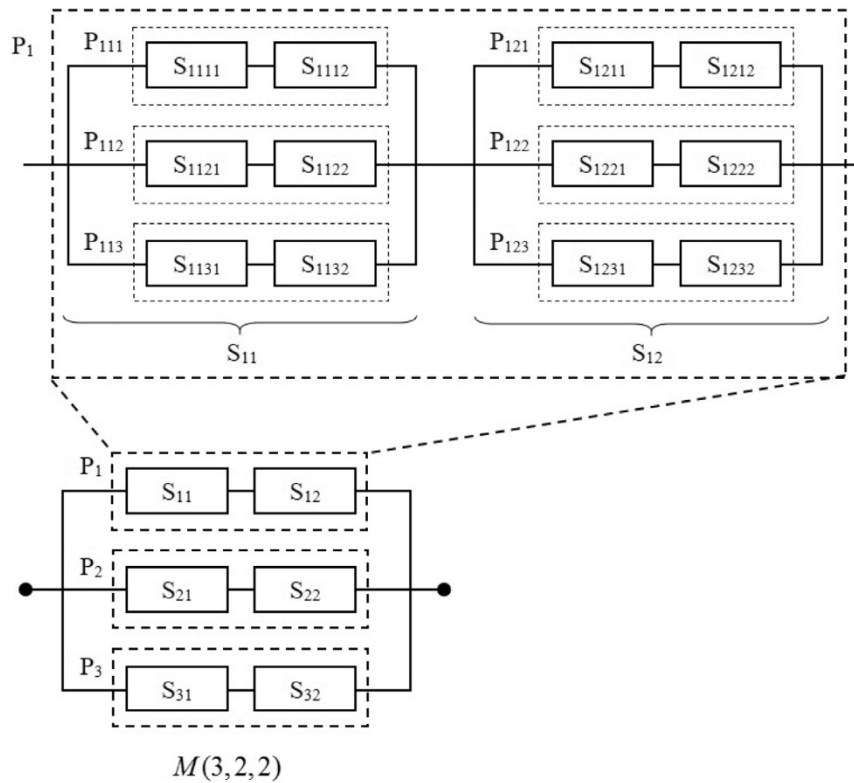 P₁ P₁₁₁ S₁₁₁₁ S₁₁₁₂ P₁₂₁ S₁₂₁₁ S₁₂₁₂
P₁₁₂ S₁₁₂₁ S₁₁₂₂ P₁₂₂ S₁₂₂₁ S₁₂₂₂
P₁₁₃ S₁₁₃₁ S₁₁₃₂ P₁₂₃ S₁₂₃₁ S₁₂₃₂
S₁₁ S₁₂
P₁ S₁₁ S₁₂
P₂ S₂₁ S₂₂
P₃ S₃₁ S₃₂
M(3,2,2)